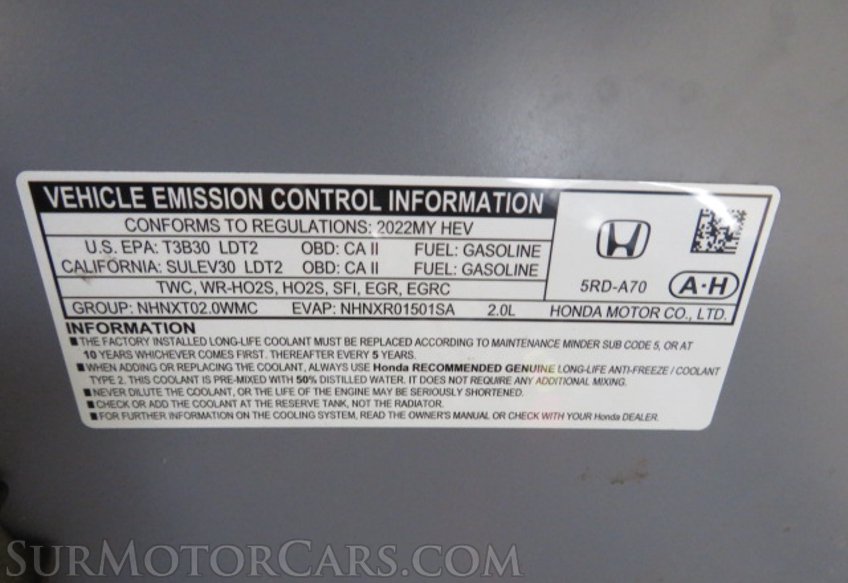 VEHICLE EMISSION CONTROL INFORMATION
CONFORMS TO REGULATIONS: 2022MY HEV
U.S. EPA: T3B30 LDT2 OBD: CA II FUEL: GASOLINE
CALIFORNIA: SULEV30 LDT2 OBD: CA II FUEL: GASOLINE
TWC, WR-HO2S, HO2S, SFI, EGR, EGRC
GROUP: NHNXT02.0WMC EVAP: NHNXR01501SA 2.0L
5RD-A70 A·H
HONDA MOTOR CO., LTD.
INFORMATION
■ THE FACTORY INSTALLED LONG-LIFE COOLANT MUST BE REPLACED ACCORDING TO MAINTENANCE MINDER SUB CODE 5, OR AT
10 YEARS WHICHEVER COMES FIRST. THEREAFTER EVERY 5 YEARS.
■ WHEN ADDING OR REPLACING THE COOLANT, ALWAYS USE Honda RECOMMENDED GENUINE LONG-LIFE ANTI-FREEZE / COOLANT
TYPE 2. THIS COOLANT IS PRE-MIXED WITH 50% DISTILLED WATER. IT DOES NOT REQUIRE ANY ADDITIONAL MIXING.
■ NEVER DILUTE THE COOLANT, OR THE LIFE OF THE ENGINE MAY BE SERIOUSLY SHORTENED.
■ CHECK OR ADD THE COOLANT AT THE RESERVE TANK, NOT THE RADIATOR.
■ FOR FURTHER INFORMATION ON THE COOLING SYSTEM, READ THE OWNER'S MANUAL OR CHECK WITH YOUR Honda DEALER.
SURMOTORCARS.COM